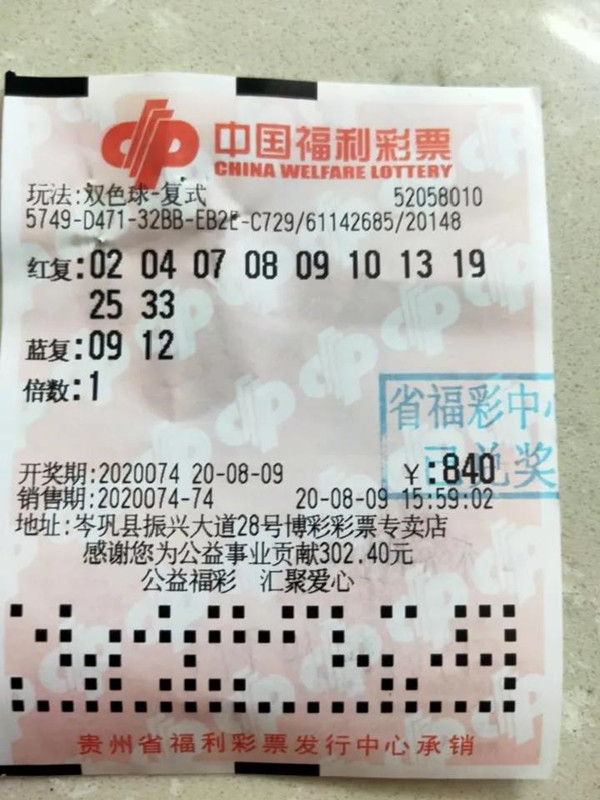 中国福利彩票
CHINA WELFARE LOTTERY
玩法:双色球-复式 52058010
5749-D471-32BB-EB2E-C729/61142685/20148
红复:02 04 07 08 09 10 13 19
25 33
蓝复:09 12
倍数:1
省福彩中心
已兑奖
开奖期:2020074 20-08-09 ¥:840
销售期:2020074-74 20-08-09 15:59:02
地址:岑巩县振兴大道28号博彩彩票专卖店
感谢您为公益事业贡献302.40元
公益福彩 汇聚爱心
贵州省福利彩票发行中心承销